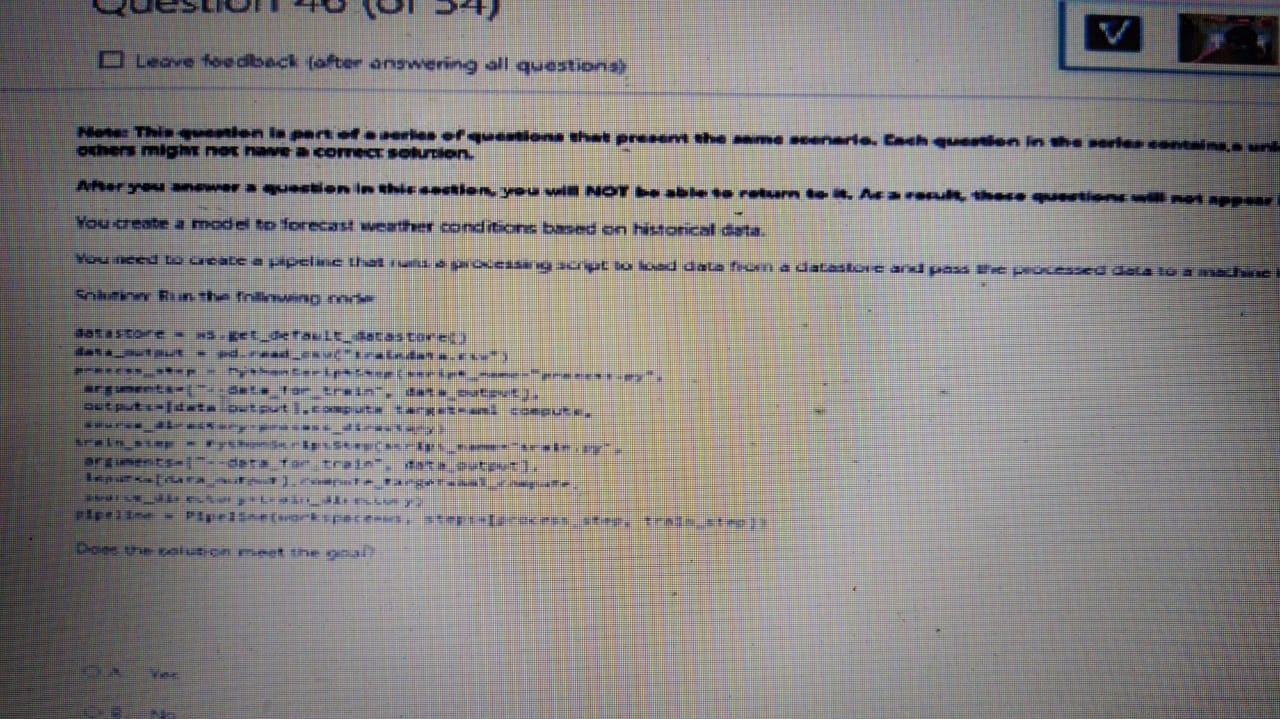 Question 46 (of 54)
Leave feedback (after answering all questions)
Note: This question is part of a series of questions that present the same scenario. Each question in the series contains a
others might not have a correct solution.
After you answer a question in this section, you will NOT be able to return to it. As a result, these questions will not appear
You create a model to forecast weather conditions based on historical data.
You need to create a pipeline that runs a processing script to load data from a datastore and pass the processed data to a machine
Solution: Run the following code:
datastore = ws.get_default_datastore()
data_output = pd.read_csv("traindata.csv")
process_step = PythonScriptStep(script_name="process.py",
arguments=["--data_for_train", data_output],
outputs=[data_output],compute_target=aml_compute,
source_directory=process_directory)
train_step = PythonScriptStep(script_name="train.py",
arguments=["--data_for_train", data_output],
inputs=[data_output],compute_target=aml_compute,
source_directory=train_directory)
pipeline = Pipeline(workspace=ws, steps=[process_step, train_step])
Does the solution meet the goal?
A. Yes
B. No